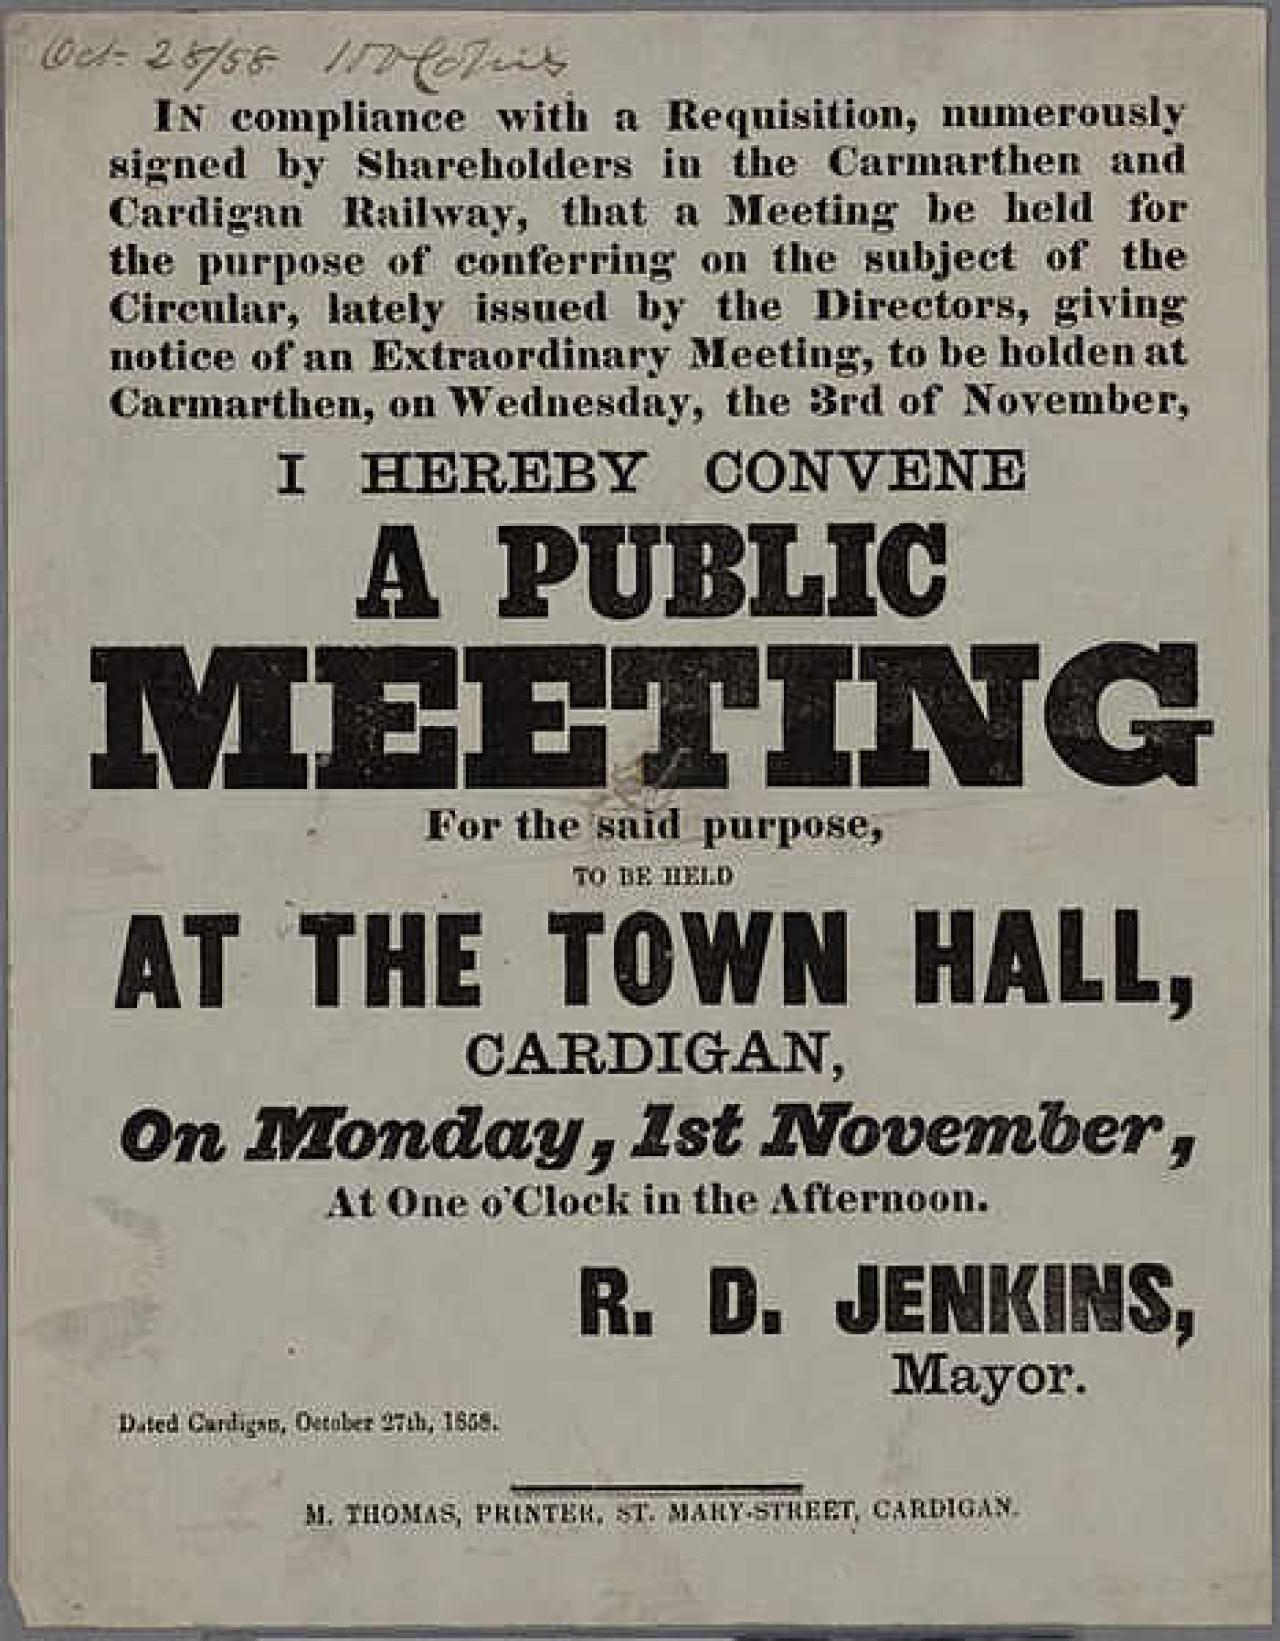 Oct 28/58
IN compliance with a Requisition, numerously
signed by Shareholders in the Carmarthen and
Cardigan Railway, that a Meeting be held for
the purpose of conferring on the subject of the
Circular, lately issued by the Directors, giving
notice of an Extraordinary Meeting, to be holden at
Carmarthen, on Wednesday, the 3rd of November,
I HEREBY CONVENE
A PUBLIC
MEETING
For the said purpose,
TO BE HELD
AT THE TOWN HALL,
CARDIGAN,
On Monday, 1st November,
At One o'Clock in the Afternoon.
R. D. JENKINS,
Mayor.
Dated Cardigan, October 27th, 1858.
M. THOMAS, PRINTER, ST. MARY-STREET, CARDIGAN.